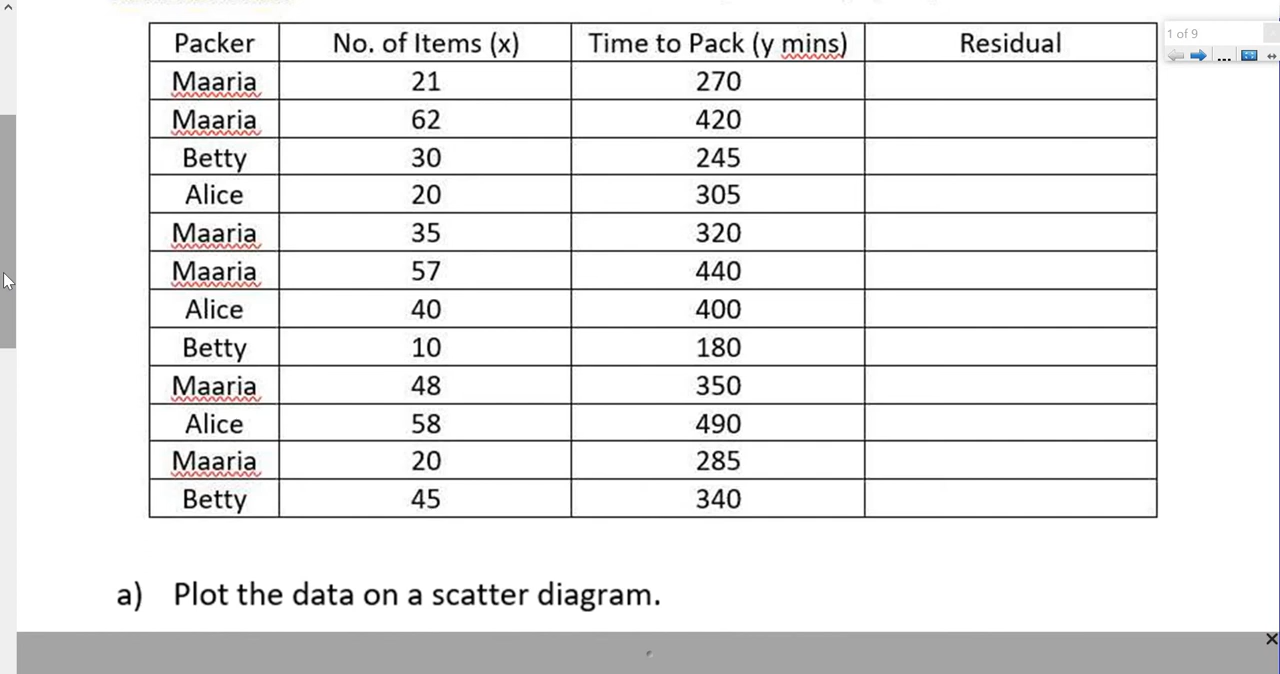 Packer No. of Items (x) Time to Pack (y mins) Residual
Maaria 21 270
Maaria 62 420
Betty 30 245
Alice 20 305
Maaria 35 320
Maaria 57 440
Alice 40 400
Betty 10 180
Maaria 48 350
Alice 58 490
Maaria 20 285
Betty 45 340
a) Plot the data on a scatter diagram.
1 of 9